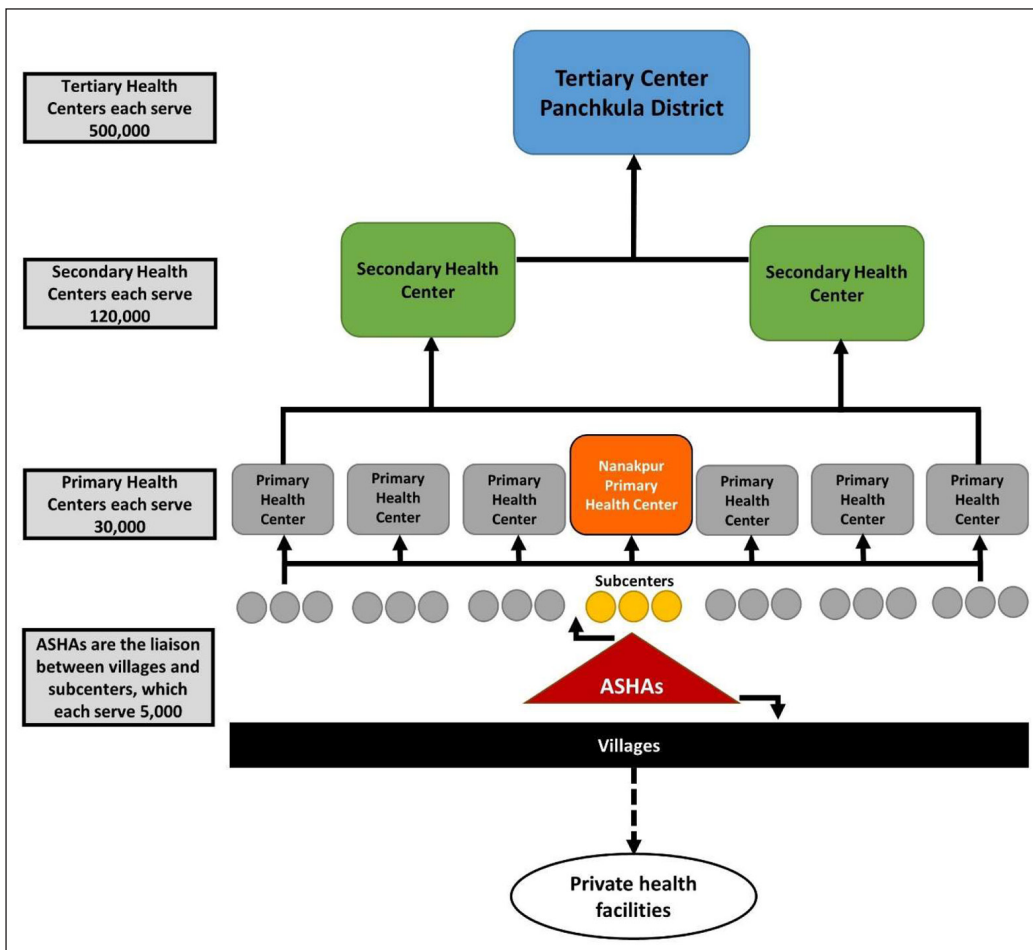 Tertiary Health
Centers each serve
500,000
Tertiary Center
Panchkula District
Secondary Health
Centers each serve
120,000
Secondary Health
Center
Secondary Health
Center
Primary Health
Centers each serve
30,000
Primary
Health
Center
Primary
Health
Center
Primary
Health
Center
Nanakpur
Primary
Health Center
Primary
Health
Center
Primary
Health
Center
Primary
Health
Center
Subcenters
ASHAs are the liaison
between villages and
subcenters, which
each serve 5,000
ASHAs
Villages
Private health
facilities